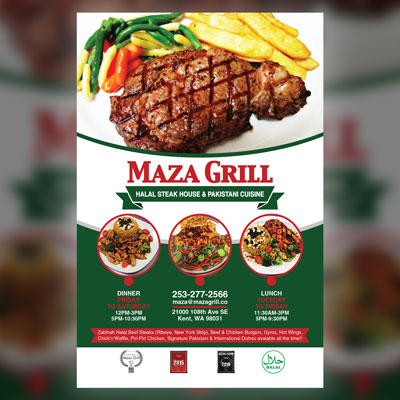 MAZA GRILL
HALAL STEAK HOUSE & PAKISTANI CUISINE
DINNER
FRIDAY
TO SATURDAY
12PM-3PM
5PM-10:30PM
253-277-2566
maza@mazagrill.co
21000 108th Ave SE
Kent, WA 98031
LUNCH
TUESDAY
TO FRIDAY
11:30AM-3PM
5PM-9:30PM
Zabihah Halal Beef Steaks (Ribeye, New York Strip), Beef & Chicken Burgers, Gyros, Hot Wings,
Chick'n'Waffle, Piri-Piri Chicken, Signature Pakistani & International Dishes avaialble all the time!!
Maza Grill
2015
2016
حلال
HALAL